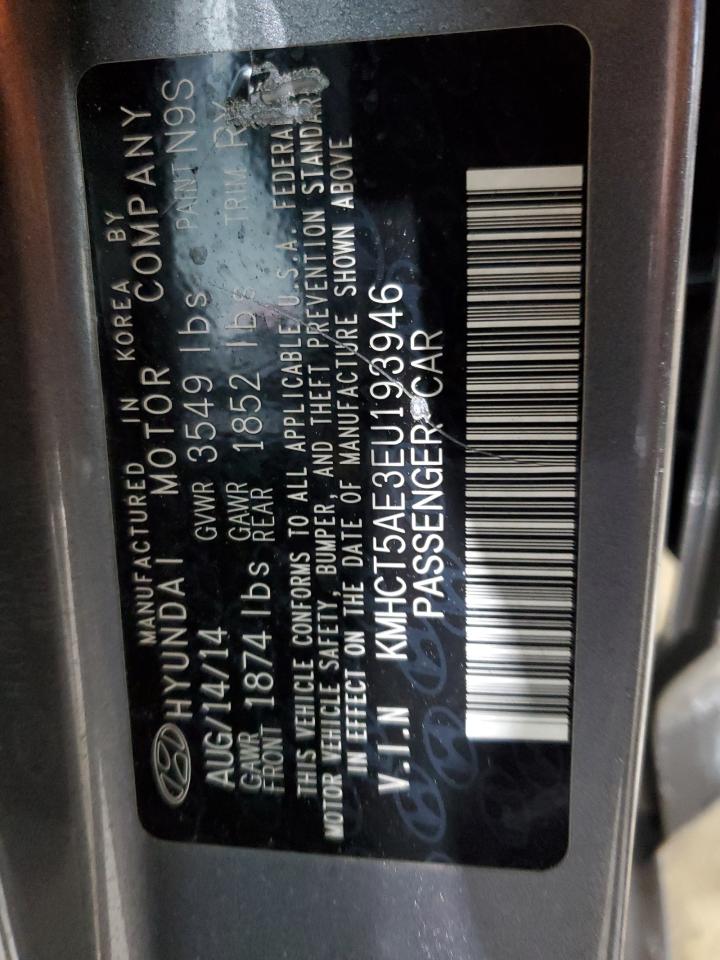 MANUFACTURED IN KOREA BY
HYUNDAI MOTOR COMPANY
AUG/14/14 GVWR 3549 lbs PAINT N9S
GAWR FRONT 1874 lbs GAWR REAR 1852 lbs TRIM RY
THIS VEHICLE CONFORMS TO ALL APPLICABLE U.S.A. FEDERAL
MOTOR VEHICLE SAFETY, BUMPER, AND THEFT PREVENTION STANDARDS
IN EFFECT ON THE DATE OF MANUFACTURE SHOWN ABOVE
V.I.N KMHCT5AE3EU193946
PASSENGER CAR